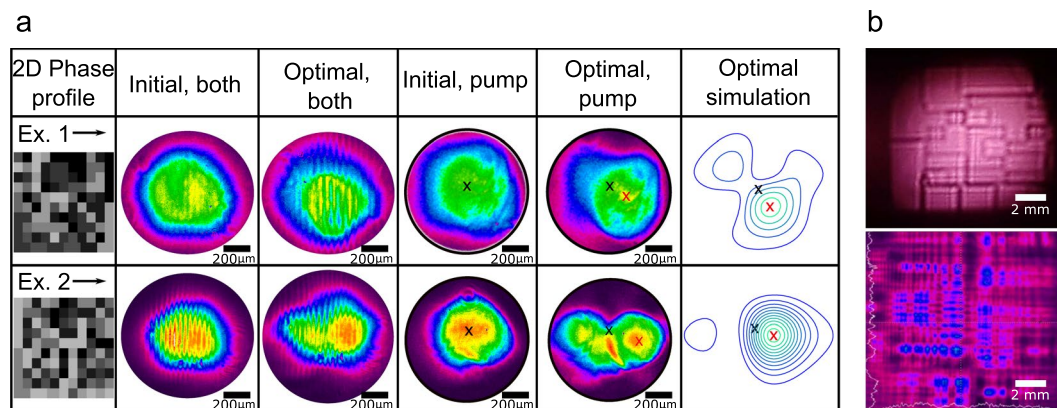 a
b
2D Phase
profile
Initial, both
Optimal,
both
Initial, pump
Optimal,
pump
Optimal
simulation
Ex. 1
x
x
x
x
x
200μm
200μm
200μm
200μm
Ex. 2
x
x
x
x
x
200μm
200μm
200μm
200μm
2 mm
2 mm